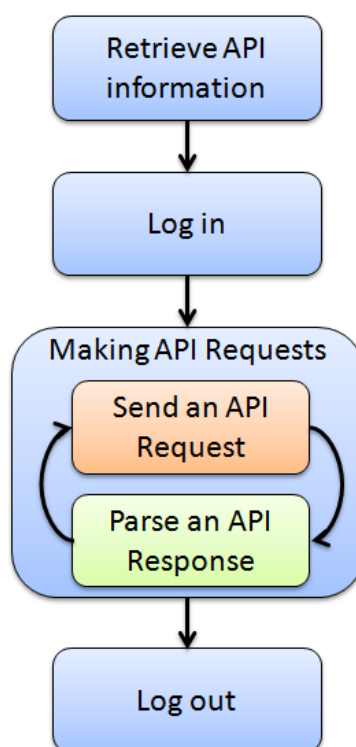 Retrieve API
information
Log in
Making API Requests
Send an API
Request
Parse an API
Response
Log out